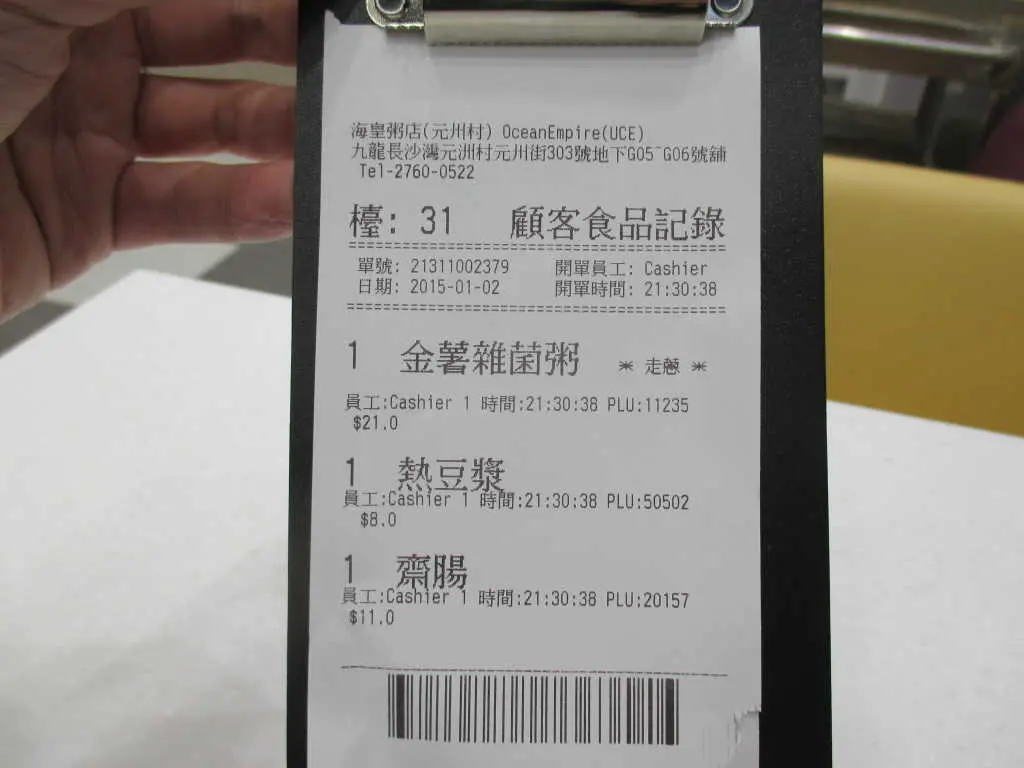 海皇粥店(元州村) OceanEmpire(UCE)
九龍長沙灣元洲村元州街303號地下G05~G06號舖
Tel-2760-0522
檯: 31 顧客食品記錄
單號: 21311002379 開單員工: Cashier
日期: 2015-01-02 開單時間: 21:30:38
1 金薯雜菌粥 * 走蔥 *
員工:Cashier 1 時間:21:30:38 PLU:11235
$21.0
1 熱豆漿
員工:Cashier 1 時間:21:30:38 PLU:50502
$8.0
1 齋腸
員工:Cashier 1 時間:21:30:38 PLU:20157
$11.0